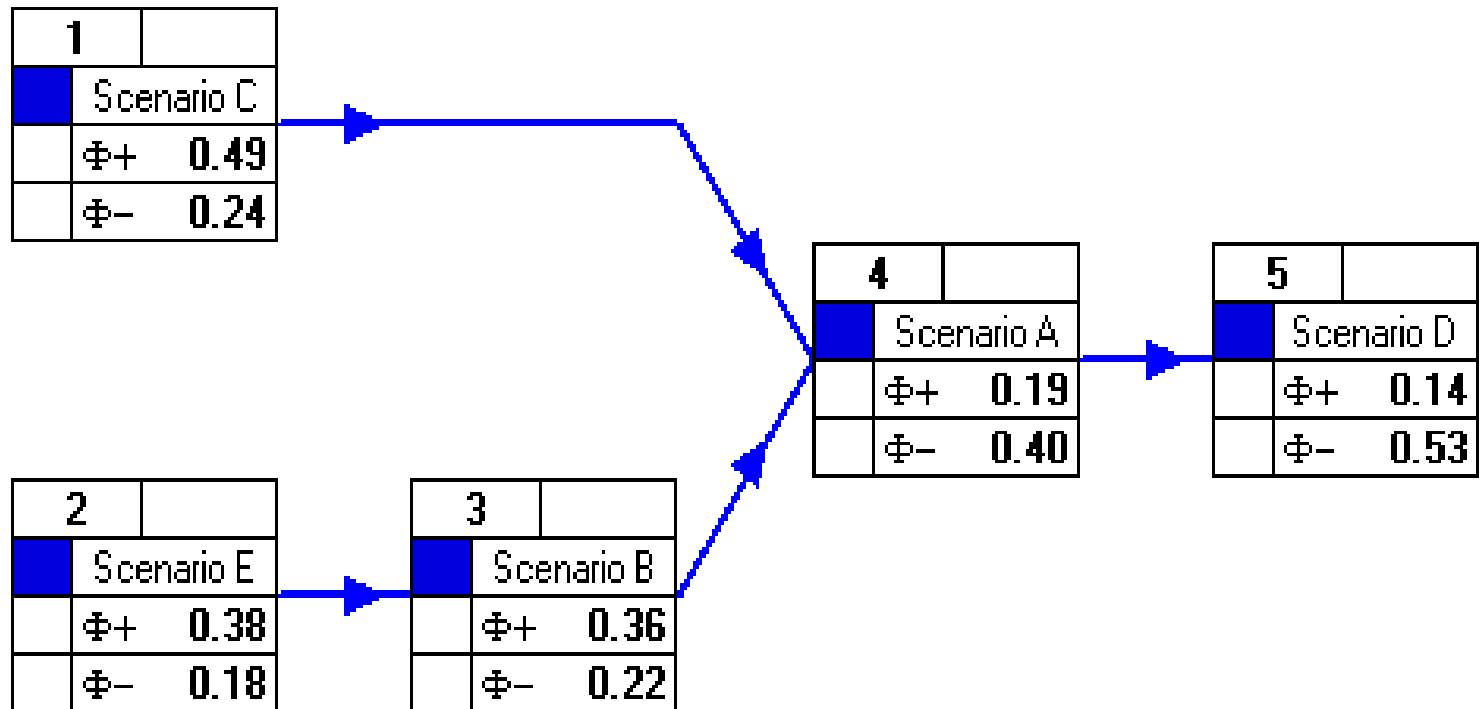 1
Scenario C
Φ+ 0.49
Φ- 0.24
4
Scenario A
Φ+ 0.19
Φ- 0.40
5
Scenario D
Φ+ 0.14
Φ- 0.53
2
Scenario E
Φ+ 0.38
Φ- 0.18
3
Scenario B
Φ+ 0.36
Φ- 0.22